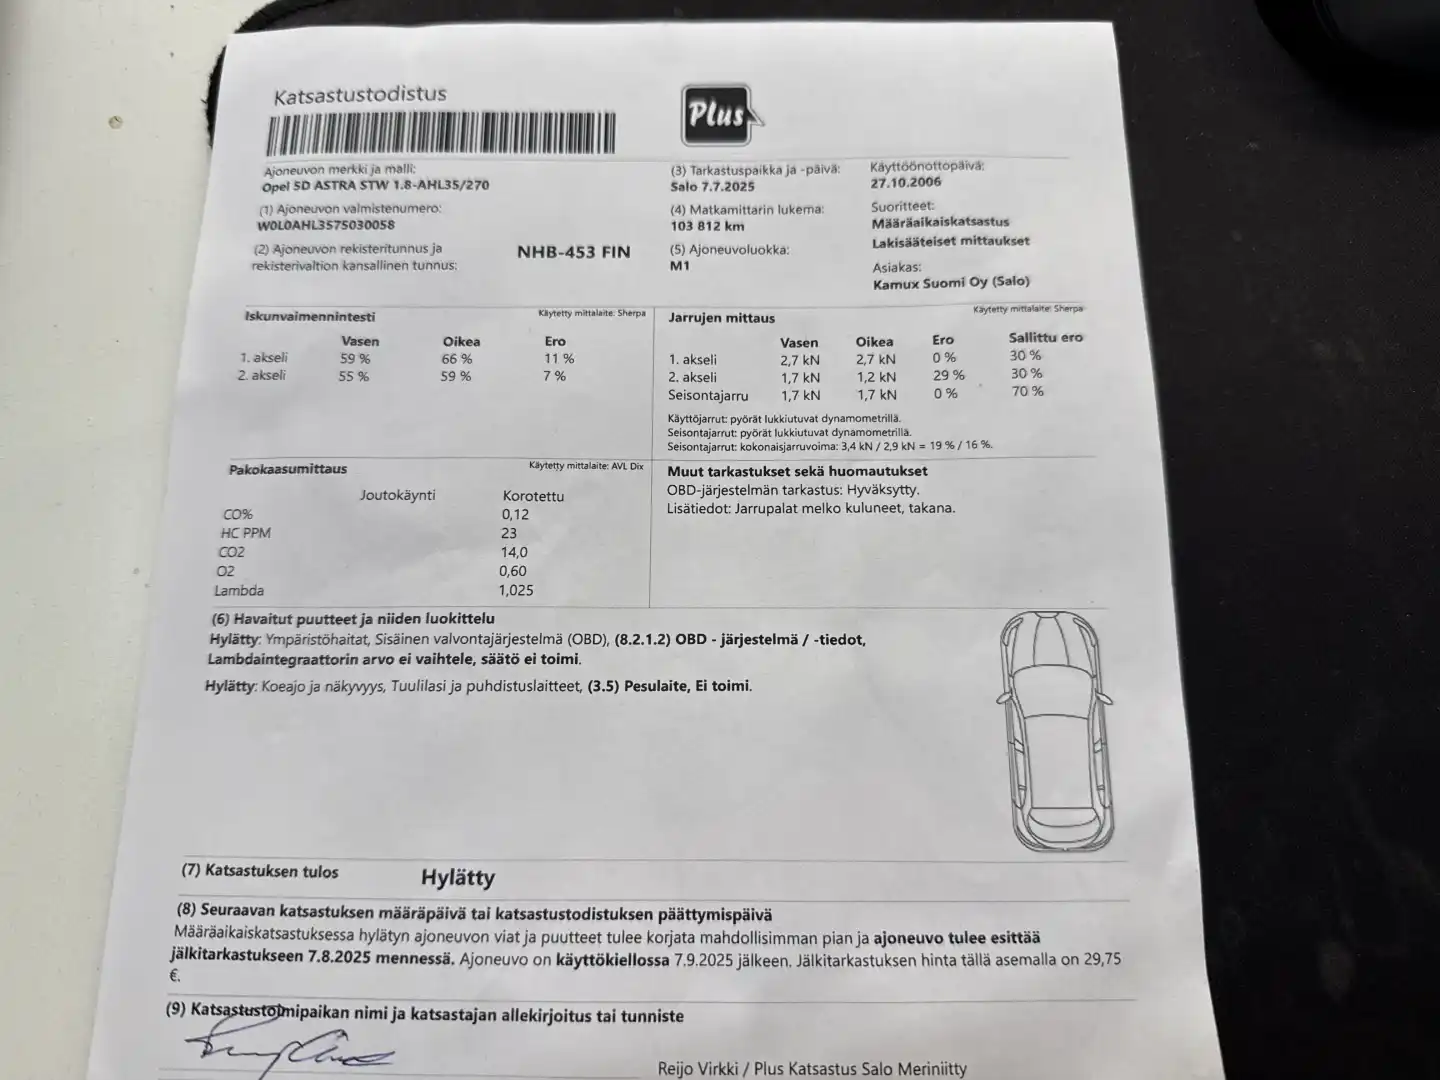 Katsastustodistus
Plus
Ajoneuvon merkki ja malli:
Opel 5D ASTRA STW 1.8-AHL35/270
(1) Ajoneuvon valmistenumero:
W0L0AHL3575030058
(2) Ajoneuvon rekisteritunnus ja
rekisterivaltion kansallinen tunnus:
NHB-453 FIN
(3) Tarkastuspaikka ja -päivä:
Salo 7.7.2025
(4) Matkamittarin lukema:
103 812 km
(5) Ajoneuvoluokka:
M1
Käyttöönottopäivä:
27.10.2006
Suoritteet:
Määräaikaiskatsastus
Lakisääteiset mittaukset
Asiakas:
Kamux Suomi Oy (Salo)
Iskunvaimennintesti Käytetty mittalaite: Sherpa
Vasen Oikea Ero
1. akseli 59 % 66 % 11 %
2. akseli 55 % 59 % 7 %
Jarrujen mittaus Käytetty mittalaite: Sherpa
Vasen Oikea Ero Sallittu ero
1. akseli 2,7 kN 2,7 kN 0 % 30 %
2. akseli 1,7 kN 1,2 kN 29 % 30 %
Seisontajarru 1,7 kN 1,7 kN 0 % 70 %
Käyttöjarrut: pyörät lukkiutuvat dynamometrillä.
Seisontajarrut: pyörät lukkiutuvat dynamometrillä.
Seisontajarrut: kokonaisjarruvoima: 3,4 kN / 2,9 kN = 19 % / 16 %.
Pakokaasumittaus Käytetty mittalaite: AVL Dix
Joutokäynti Korotettu
CO% 0,12
HC PPM 23
CO2 14,0
O2 0,60
Lambda 1,025
Muut tarkastukset sekä huomautukset
OBD-järjestelmän tarkastus: Hyväksytty.
Lisätiedot: Jarrupalat melko kuluneet, takana.
(6) Havaitut puutteet ja niiden luokittelu
Hylätty: Ympäristöhaitat, Sisäinen valvontajärjestelmä (OBD), (8.2.1.2) OBD - järjestelmä / -tiedot,
Lambdaintegraattorin arvo ei vaihtele, säätö ei toimi.
Hylätty: Koeajo ja näkyvyys, Tuulilasi ja puhdistuslaitteet, (3.5) Pesulaite, Ei toimi.
(7) Katsastuksen tulos Hylätty
(8) Seuraavan katsastuksen määräpäivä tai katsastustodistuksen päättymispäivä
Määräaikaiskatsastuksessa hylätyn ajoneuvon viat ja puutteet tulee korjata mahdollisimman pian ja ajoneuvo tulee esittää
jälkitarkastukseen 7.8.2025 mennessä. Ajoneuvo on käyttökiellossa 7.9.2025 jälkeen. Jälkitarkastuksen hinta tällä asemalla on 29,75
€.
(9) Katsastustoimipaikan nimi ja katsastajan allekirjoitus tai tunniste
Reijo Virkki / Plus Katsastus Salo Meriniitty